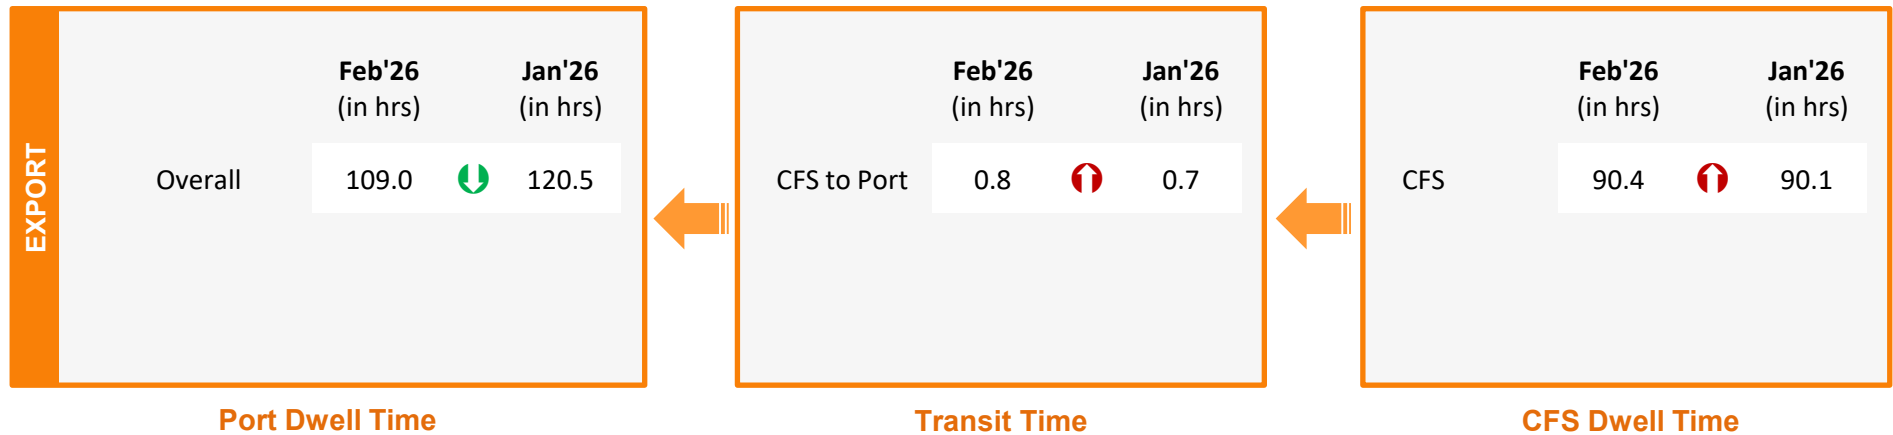 EXPORT
Feb'26 Jan'26
(in hrs) (in hrs)
Overall 109.0 120.5
Port Dwell Time
Feb'26 Jan'26
(in hrs) (in hrs)
CFS to Port 0.8 0.7
Transit Time
Feb'26 Jan'26
(in hrs) (in hrs)
CFS 90.4 90.1
CFS Dwell Time